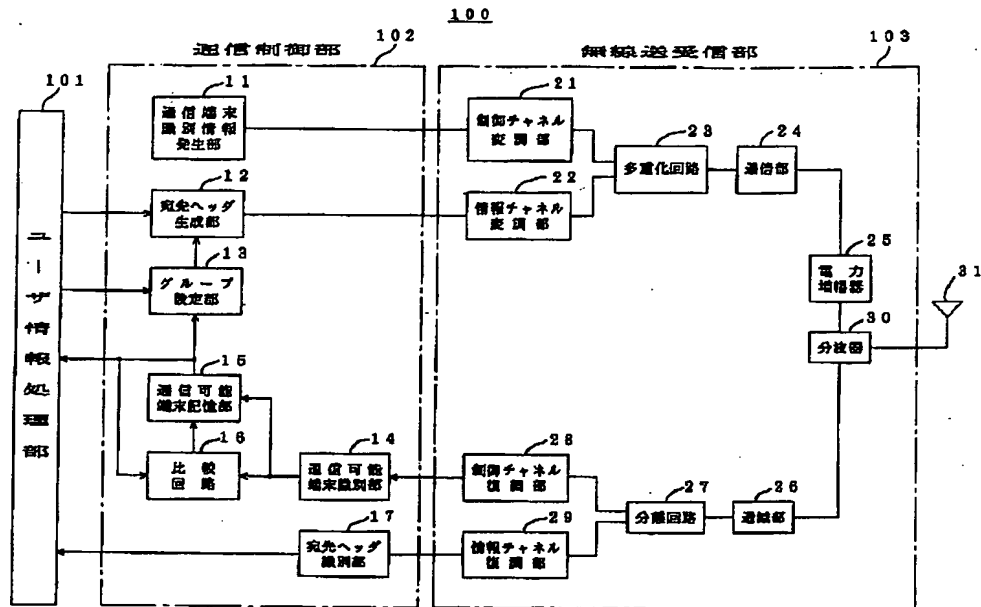 100
通信制御部
102
無線送受信部
103
101
ユーザ情報処理部
11
通信端末
識別情報
発生部
21
制御チャネル
変調部
23
多重化回路
24
逓倍部
12
宛先ヘッダ
生成部
22
情報チャネル
変調部
13
グループ
設定部
25
電力
増幅器
31
30
分波器
15
通信可能
端末記憶部
16
比較
回路
14
通信可能
端末識別部
28
制御チャネル
復調部
27
分離回路
26
逓減部
17
宛先ヘッダ
識別部
29
情報チャネル
復調部